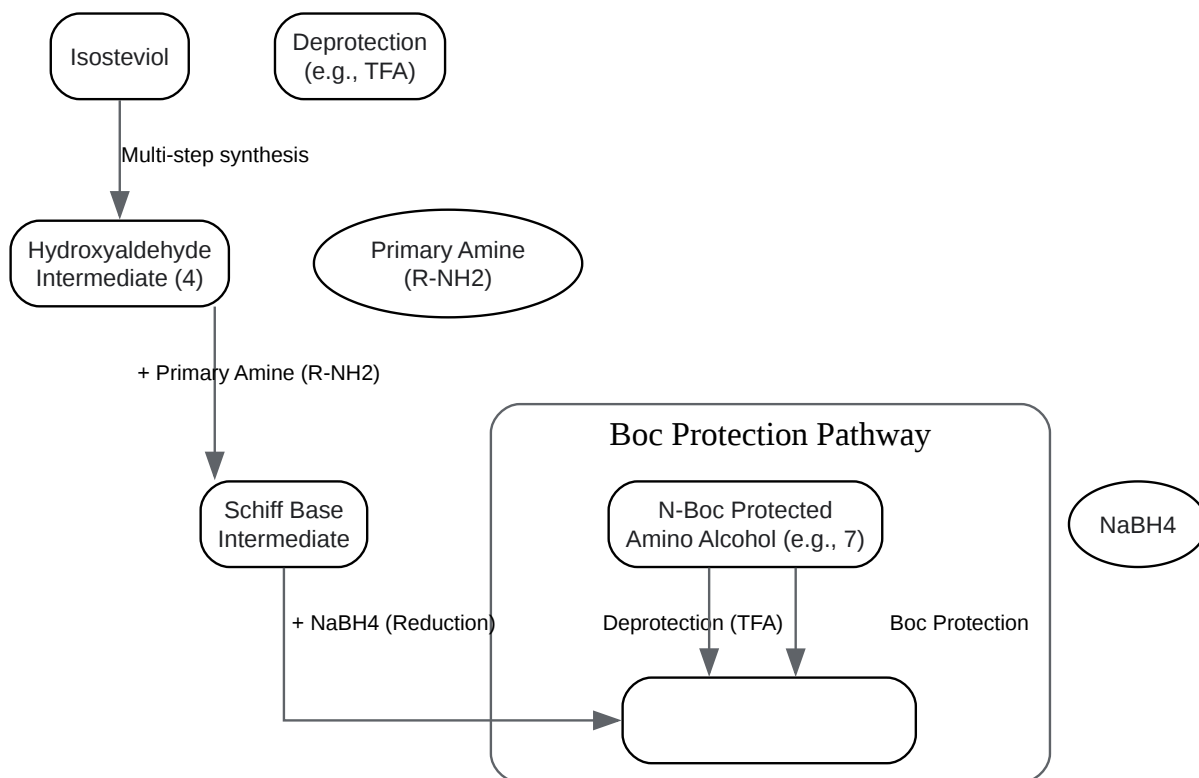 Isosteviol
Deprotection
(e.g., TFA)
Multi-step synthesis
Hydroxyaldehyde
Intermediate (4)
Primary Amine
(R-NH2)
+ Primary Amine (R-NH2)
Boc Protection Pathway
Schiff Base
Intermediate
N-Boc Protected
Amino Alcohol (e.g., 7)
NaBH4
+ NaBH4 (Reduction)
Deprotection (TFA)
Boc Protection